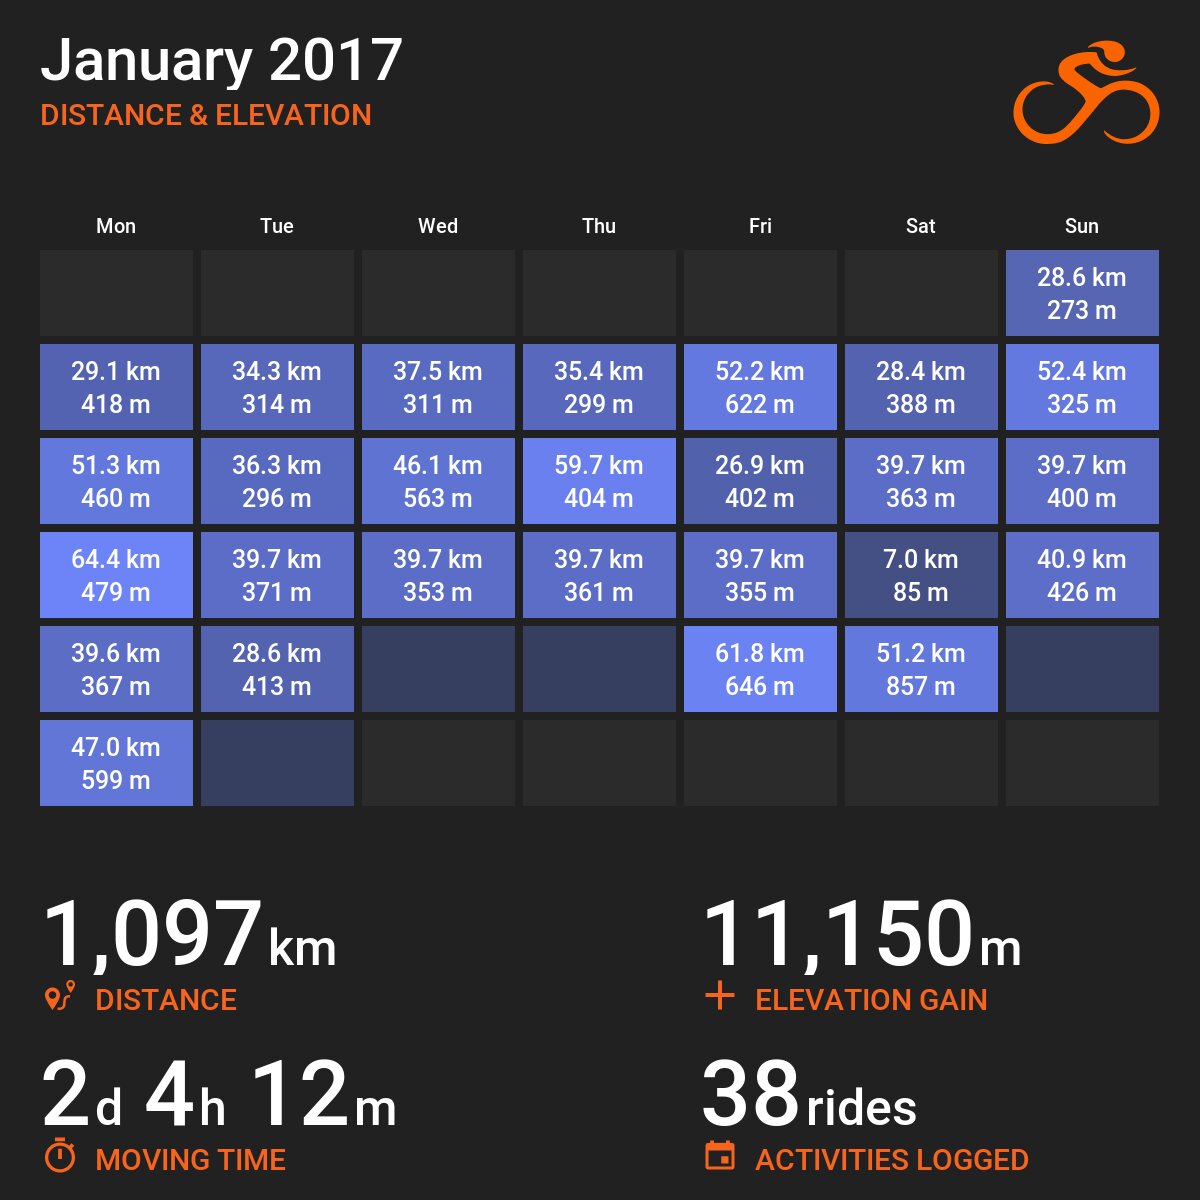 January 2017
DISTANCE & ELEVATION
Mon Tue Wed Thu Fri Sat Sun
28.6 km
273 m
29.1 km 34.3 km 37.5 km 35.4 km 52.2 km 28.4 km 52.4 km
418 m 314 m 311 m 299 m 622 m 388 m 325 m
51.3 km 36.3 km 46.1 km 59.7 km 26.9 km 39.7 km 39.7 km
460 m 296 m 563 m 404 m 402 m 363 m 400 m
64.4 km 39.7 km 39.7 km 39.7 km 39.7 km 7.0 km 40.9 km
479 m 371 m 353 m 361 m 355 m 85 m 426 m
39.6 km 28.6 km 61.8 km 51.2 km
367 m 413 m 646 m 857 m
47.0 km
599 m
1,097 km 11,150 m
DISTANCE ELEVATION GAIN
2d 4h 12m 38 rides
MOVING TIME ACTIVITIES LOGGED